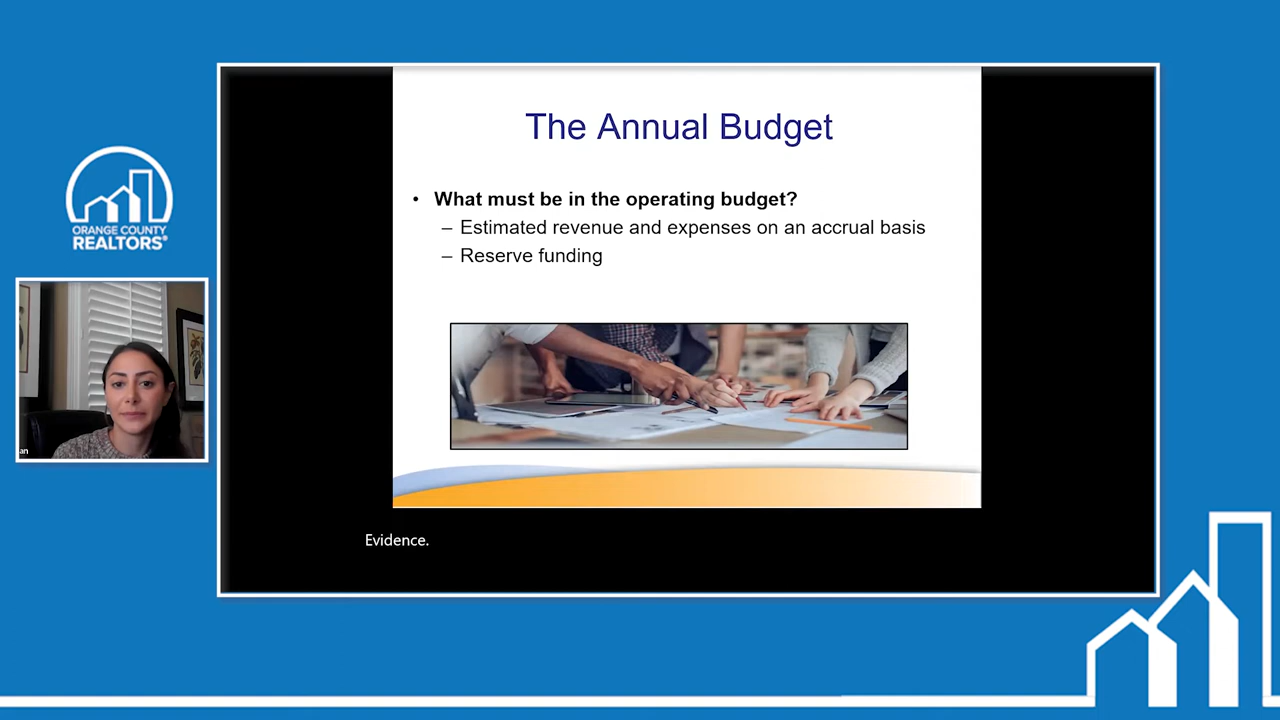 ORANGE COUNTY
REALTORS®
an
The Annual Budget
• What must be in the operating budget?
– Estimated revenue and expenses on an accrual basis
– Reserve funding
Evidence.